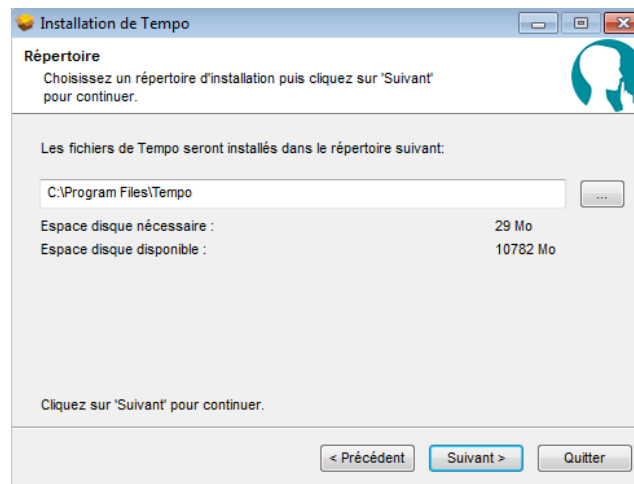 Installation de Tempo
Répertoire
Choisissez un répertoire d'installation puis cliquez sur 'Suivant'
pour continuer.
Les fichiers de Tempo seront installés dans le répertoire suivant:
C:\Program Files\Tempo
...
Espace disque nécessaire : 29 Mo
Espace disque disponible : 10782 Mo
Cliquez sur 'Suivant' pour continuer.
< Précédent Suivant > Quitter